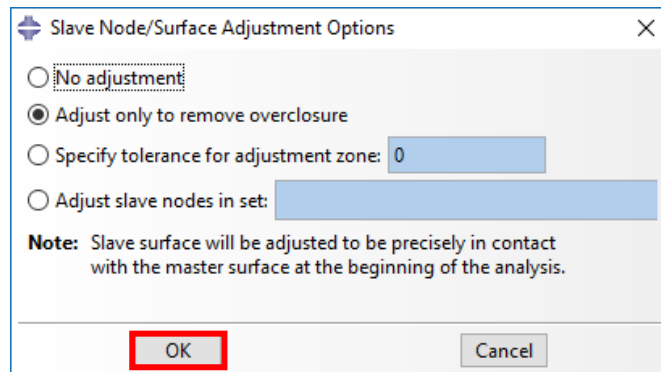 Slave Node/Surface Adjustment Options
No adjustment
Adjust only to remove overclosure
Specify tolerance for adjustment zone: 0
Adjust slave nodes in set:
Note: Slave surface will be adjusted to be precisely in contact
with the master surface at the beginning of the analysis.
OK Cancel